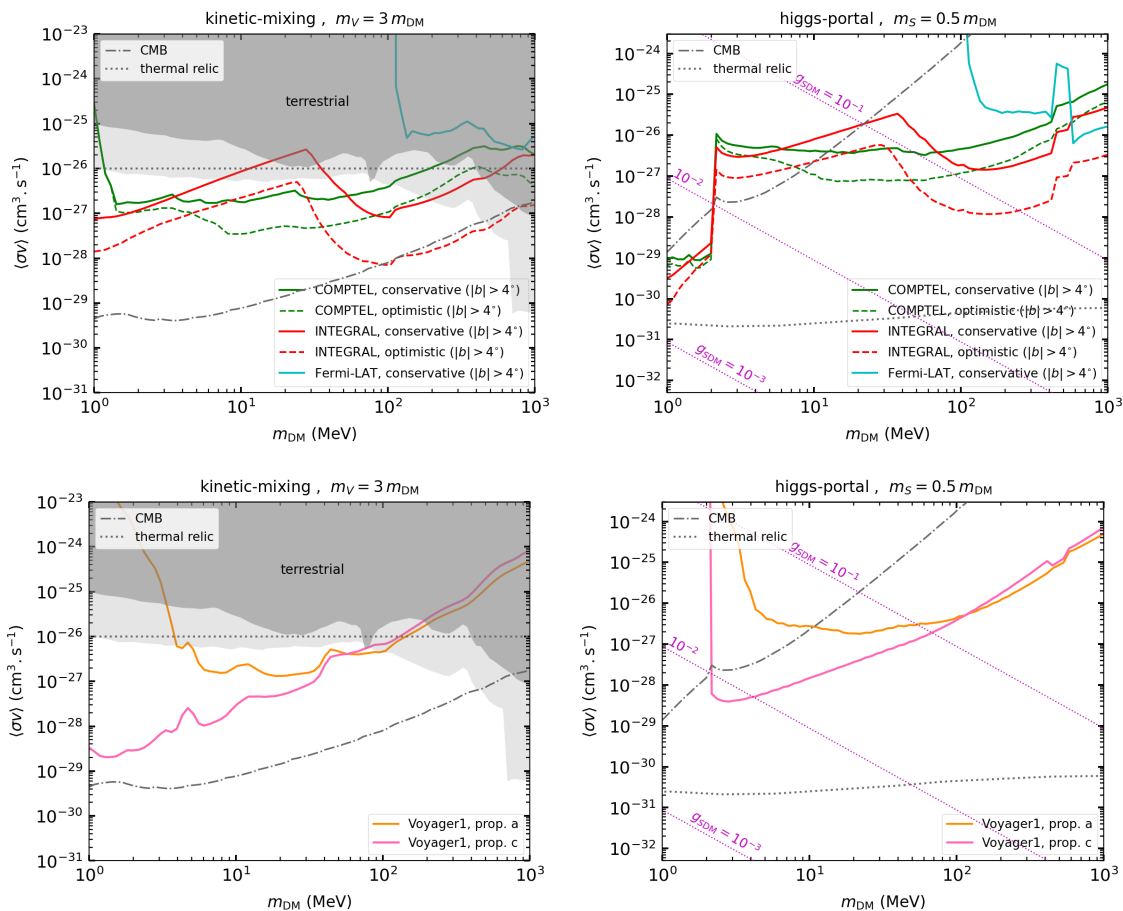 kinetic-mixing , m_V = 3 m_DM
10^−23
10^−24
10^−25
10^−26
10^−27
10^−28
10^−29
10^−30
10^−31
⟨σv⟩ (cm³. s⁻¹)
CMB
thermal relic
terrestrial
COMPTEL, conservative (|b| > 4°)
COMPTEL, optimistic (|b| > 4°)
INTEGRAL, conservative (|b| > 4°)
INTEGRAL, optimistic (|b| > 4°)
Fermi-LAT, conservative (|b| > 4°)
10^0 10^1 10^2 10^3
m_DM (MeV)
higgs-portal , m_S = 0.5 m_DM
10^−24
10^−25
10^−26
10^−27
10^−28
10^−29
10^−30
10^−31
10^−32
⟨σv⟩ (cm³. s⁻¹)
CMB
thermal relic
g_SDM = 10^−1
10^−2
g_SDM = 10^−3
COMPTEL, conservative (|b| > 4°)
COMPTEL, optimistic (|b| > 4°)
INTEGRAL, conservative (|b| > 4°)
INTEGRAL, optimistic (|b| > 4°)
Fermi-LAT, conservative (|b| > 4°)
10^0 10^1 10^2 10^3
m_DM (MeV)
kinetic-mixing , m_V = 3 m_DM
10^−23
10^−24
10^−25
10^−26
10^−27
10^−28
10^−29
10^−30
10^−31
⟨σv⟩ (cm³. s⁻¹)
CMB
thermal relic
terrestrial
Voyager1, prop. a
Voyager1, prop. c
10^0 10^1 10^2 10^3
m_DM (MeV)
higgs-portal , m_S = 0.5 m_DM
10^−24
10^−25
10^−26
10^−27
10^−28
10^−29
10^−30
10^−31
10^−32
⟨σv⟩ (cm³. s⁻¹)
CMB
thermal relic
g_SDM = 10^−1
10^−2
g_SDM = 10^−3
Voyager1, prop. a
Voyager1, prop. c
10^0 10^1 10^2 10^3
m_DM (MeV)